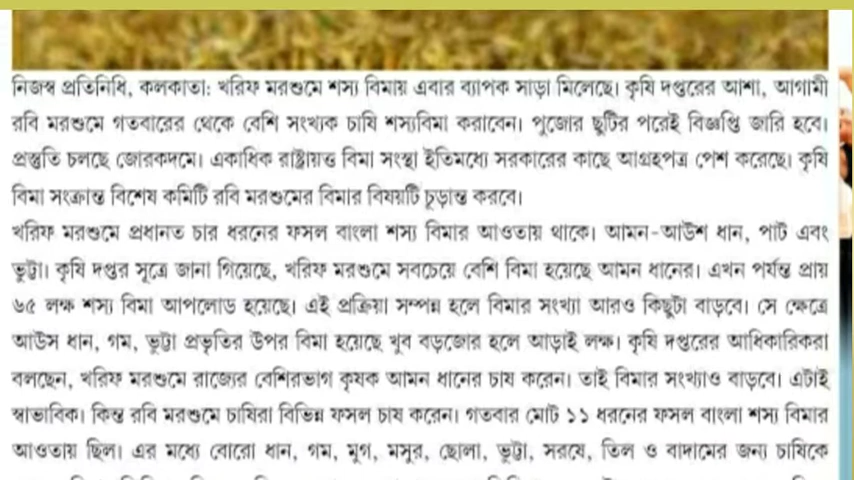 নিজস্ব প্রতিনিধি, কলকাতা: খরিফ মরশুমে শস্য বিমায় এবার ব্যাপক সাড়া মিলেছে। কৃষি দপ্তরের আশা, আগামী
রবি মরশুমে গতবারের থেকে বেশি সংখ্যক চাষি শস্যবিমা করাবেন। পুজোর ছুটির পরেই বিজ্ঞপ্তি জারি হবে।
প্রস্তুতি চলছে জোরকদমে। একাধিক রাষ্ট্রায়ত্ত বিমা সংস্থা ইতিমধ্যে সরকারের কাছে আগ্রহপত্র পেশ করেছে। কৃষি
বিমা সংক্রান্ত বিশেষ কমিটি রবি মরশুমের বিমার বিষয়টি চূড়ান্ত করবে।
খরিফ মরশুমে প্রধানত চার ধরনের ফসল বাংলা শস্য বিমার আওতায় থাকে। আমন-আউশ ধান, পাট এবং
ভুট্টা। কৃষি দপ্তর সূত্রে জানা গিয়েছে, খরিফ মরশুমে সবচেয়ে বেশি বিমা হয়েছে আমন ধানের। এখন পর্যন্ত প্রায়
৬৫ লক্ষ শস্য বিমা আপলোড হয়েছে। এই প্রক্রিয়া সম্পন্ন হলে বিমার সংখ্যা আরও কিছুটা বাড়বে। সে ক্ষেত্রে
আউস ধান, গম, ভুট্টা প্রভৃতির উপর বিমা হয়েছে খুব বড়জোর হলে আড়াই লক্ষ। কৃষি দপ্তরের আধিকারিকরা
বলছেন, খরিফ মরশুমে রাজ্যের বেশিরভাগ কৃষক আমন ধানের চাষ করেন। তাই বিমার সংখ্যাও বাড়বে। এটাই
স্বাভাবিক। কিন্ত রবি মরশুমে চাষিরা বিভিন্ন ফসল চাষ করেন। গতবার মোট ১১ ধরনের ফসল বাংলা শস্য বিমার
আওতায় ছিল। এর মধ্যে বোরো ধান, গম, মুগ, মসুর, ছোলা, ভুট্টা, সরষে, তিল ও বাদামের জন্য চাষিকে